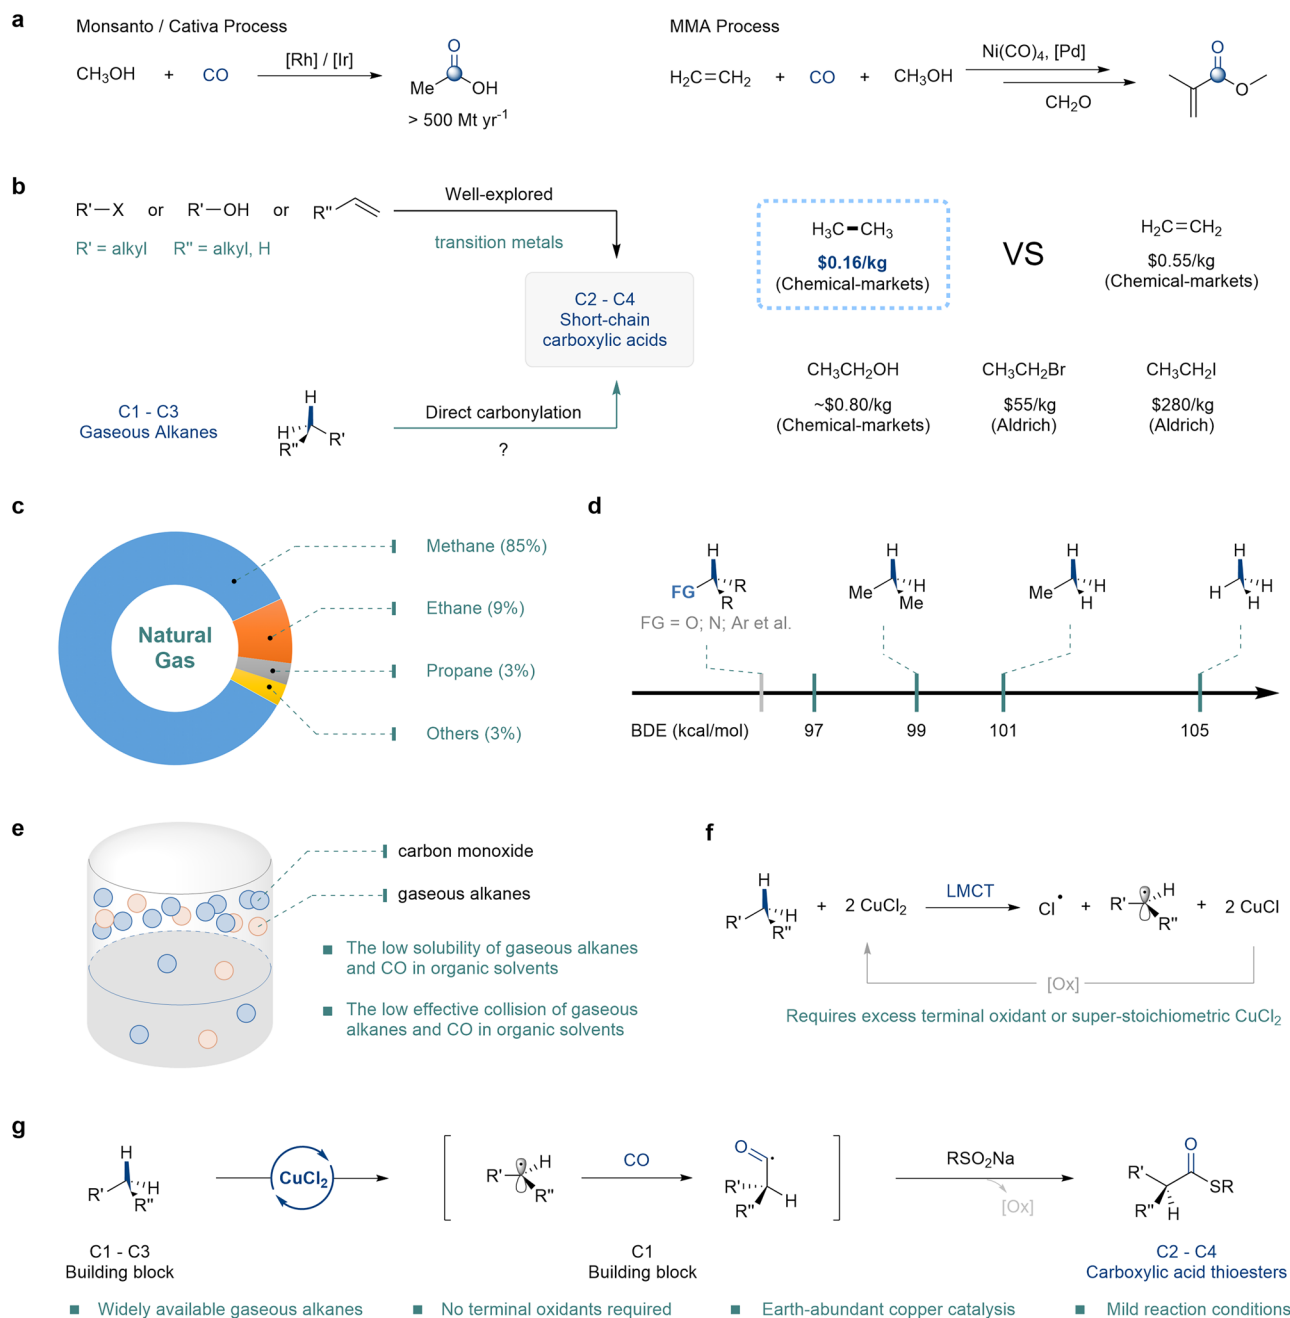 a
Monsanto / Cativa Process
CH₃OH + CO
[Rh] / [Ir]
O
Me OH
> 500 Mt yr⁻¹
MMA Process
H₂C=CH₂ + CO + CH₃OH
Ni(CO)₄, [Pd]
CH₂O
O
O
b
R'–X or R'–OH or R''
R' = alkyl R'' = alkyl, H
Well-explored
transition metals
C2 - C4
Short-chain
carboxylic acids
C1 - C3
Gaseous Alkanes
H
H
R''
R'
Direct carbonylation
?
H₃C–CH₃
$0.16/kg
(Chemical-markets)
VS
H₂C=CH₂
$0.55/kg
(Chemical-markets)
CH₃CH₂OH
~$0.80/kg
(Chemical-markets)
CH₃CH₂Br
$55/kg
(Aldrich)
CH₃CH₂I
$280/kg
(Aldrich)
c
Natural
Gas
Methane (85%)
Ethane (9%)
Propane (3%)
Others (3%)
d
H
FG
R
R
FG = O; N; Ar et al.
H
Me
H
Me
H
Me
H
H
H
H
H
H
BDE (kcal/mol) 97 99 101 105
e
carbon monoxide
gaseous alkanes
■ The low solubility of gaseous alkanes
and CO in organic solvents
■ The low effective collision of gaseous
alkanes and CO in organic solvents
f
H
R'
H
R''
+ 2 CuCl₂
LMCT
Cl• +
R'
H
R''
+ 2 CuCl
[Ox]
Requires excess terminal oxidant or super-stoichiometric CuCl₂
g
H
R'
H
R''
CuCl₂
R'
H
R''
CO
O
R'
R''
H
RSO₂Na
[Ox]
O
R'
SR
R''
H
C1 - C3
Building block
C1
Building block
C2 - C4
Carboxylic acid thioesters
■ Widely available gaseous alkanes
■ No terminal oxidants required
■ Earth-abundant copper catalysis
■ Mild reaction conditions